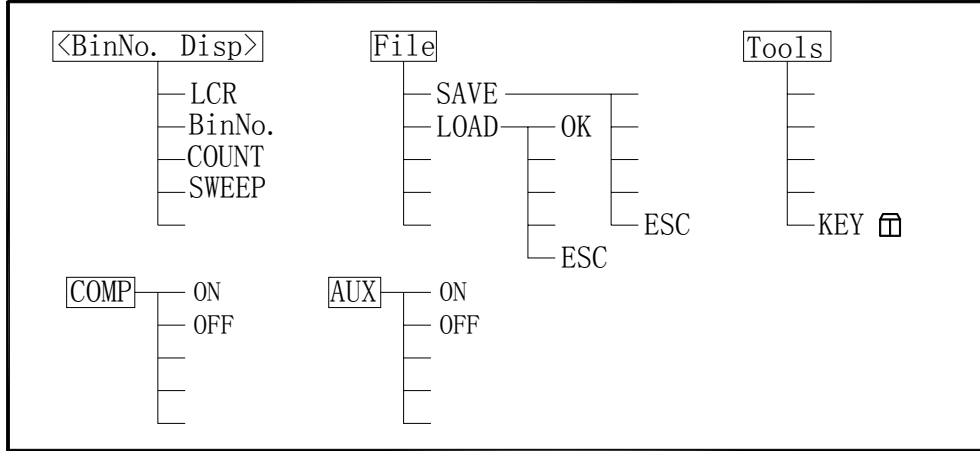 <BinNo. Disp>
LCR
BinNo.
COUNT
SWEEP
File
SAVE
ESC
LOAD
OK
ESC
Tools
KEY
COMP
ON
OFF
AUX
ON
OFF